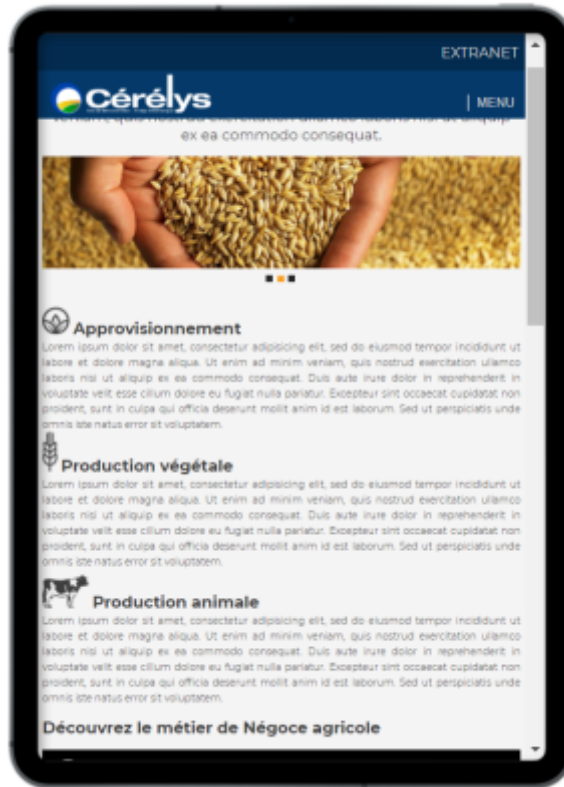 EXTRANET
Cérélys
| MENU
ex ea commodo consequat.
Approvisionnement
Lorem ipsum dolor sit amet, consectetur adipisicing elit, sed do eiusmod tempor incididunt ut
labore et dolore magna aliqua. Ut enim ad minim veniam, quis nostrud exercitation ullamco
laboris nisi ut aliquip ex ea commodo consequat. Duis aute irure dolor in reprehenderit in
voluptate velit esse cillum dolore eu fugiat nulla pariatur. Excepteur sint occaecat cupidatat non
proident, sunt in culpa qui officia deserunt mollit anim id est laborum. Sed ut perspiciatis unde
omnis iste natus error sit voluptatem.
Production végétale
Lorem ipsum dolor sit amet, consectetur adipisicing elit, sed do eiusmod tempor incididunt ut
labore et dolore magna aliqua. Ut enim ad minim veniam, quis nostrud exercitation ullamco
laboris nisi ut aliquip ex ea commodo consequat. Duis aute irure dolor in reprehenderit in
voluptate velit esse cillum dolore eu fugiat nulla pariatur. Excepteur sint occaecat cupidatat non
proident, sunt in culpa qui officia deserunt mollit anim id est laborum. Sed ut perspiciatis unde
omnis iste natus error sit voluptatem.
Production animale
Lorem ipsum dolor sit amet, consectetur adipisicing elit, sed do eiusmod tempor incididunt ut
labore et dolore magna aliqua. Ut enim ad minim veniam, quis nostrud exercitation ullamco
laboris nisi ut aliquip ex ea commodo consequat. Duis aute irure dolor in reprehenderit in
voluptate velit esse cillum dolore eu fugiat nulla pariatur. Excepteur sint occaecat cupidatat non
proident, sunt in culpa qui officia deserunt mollit anim id est laborum. Sed ut perspiciatis unde
omnis iste natus error sit voluptatem.
Découvrez le métier de Négoce agricole